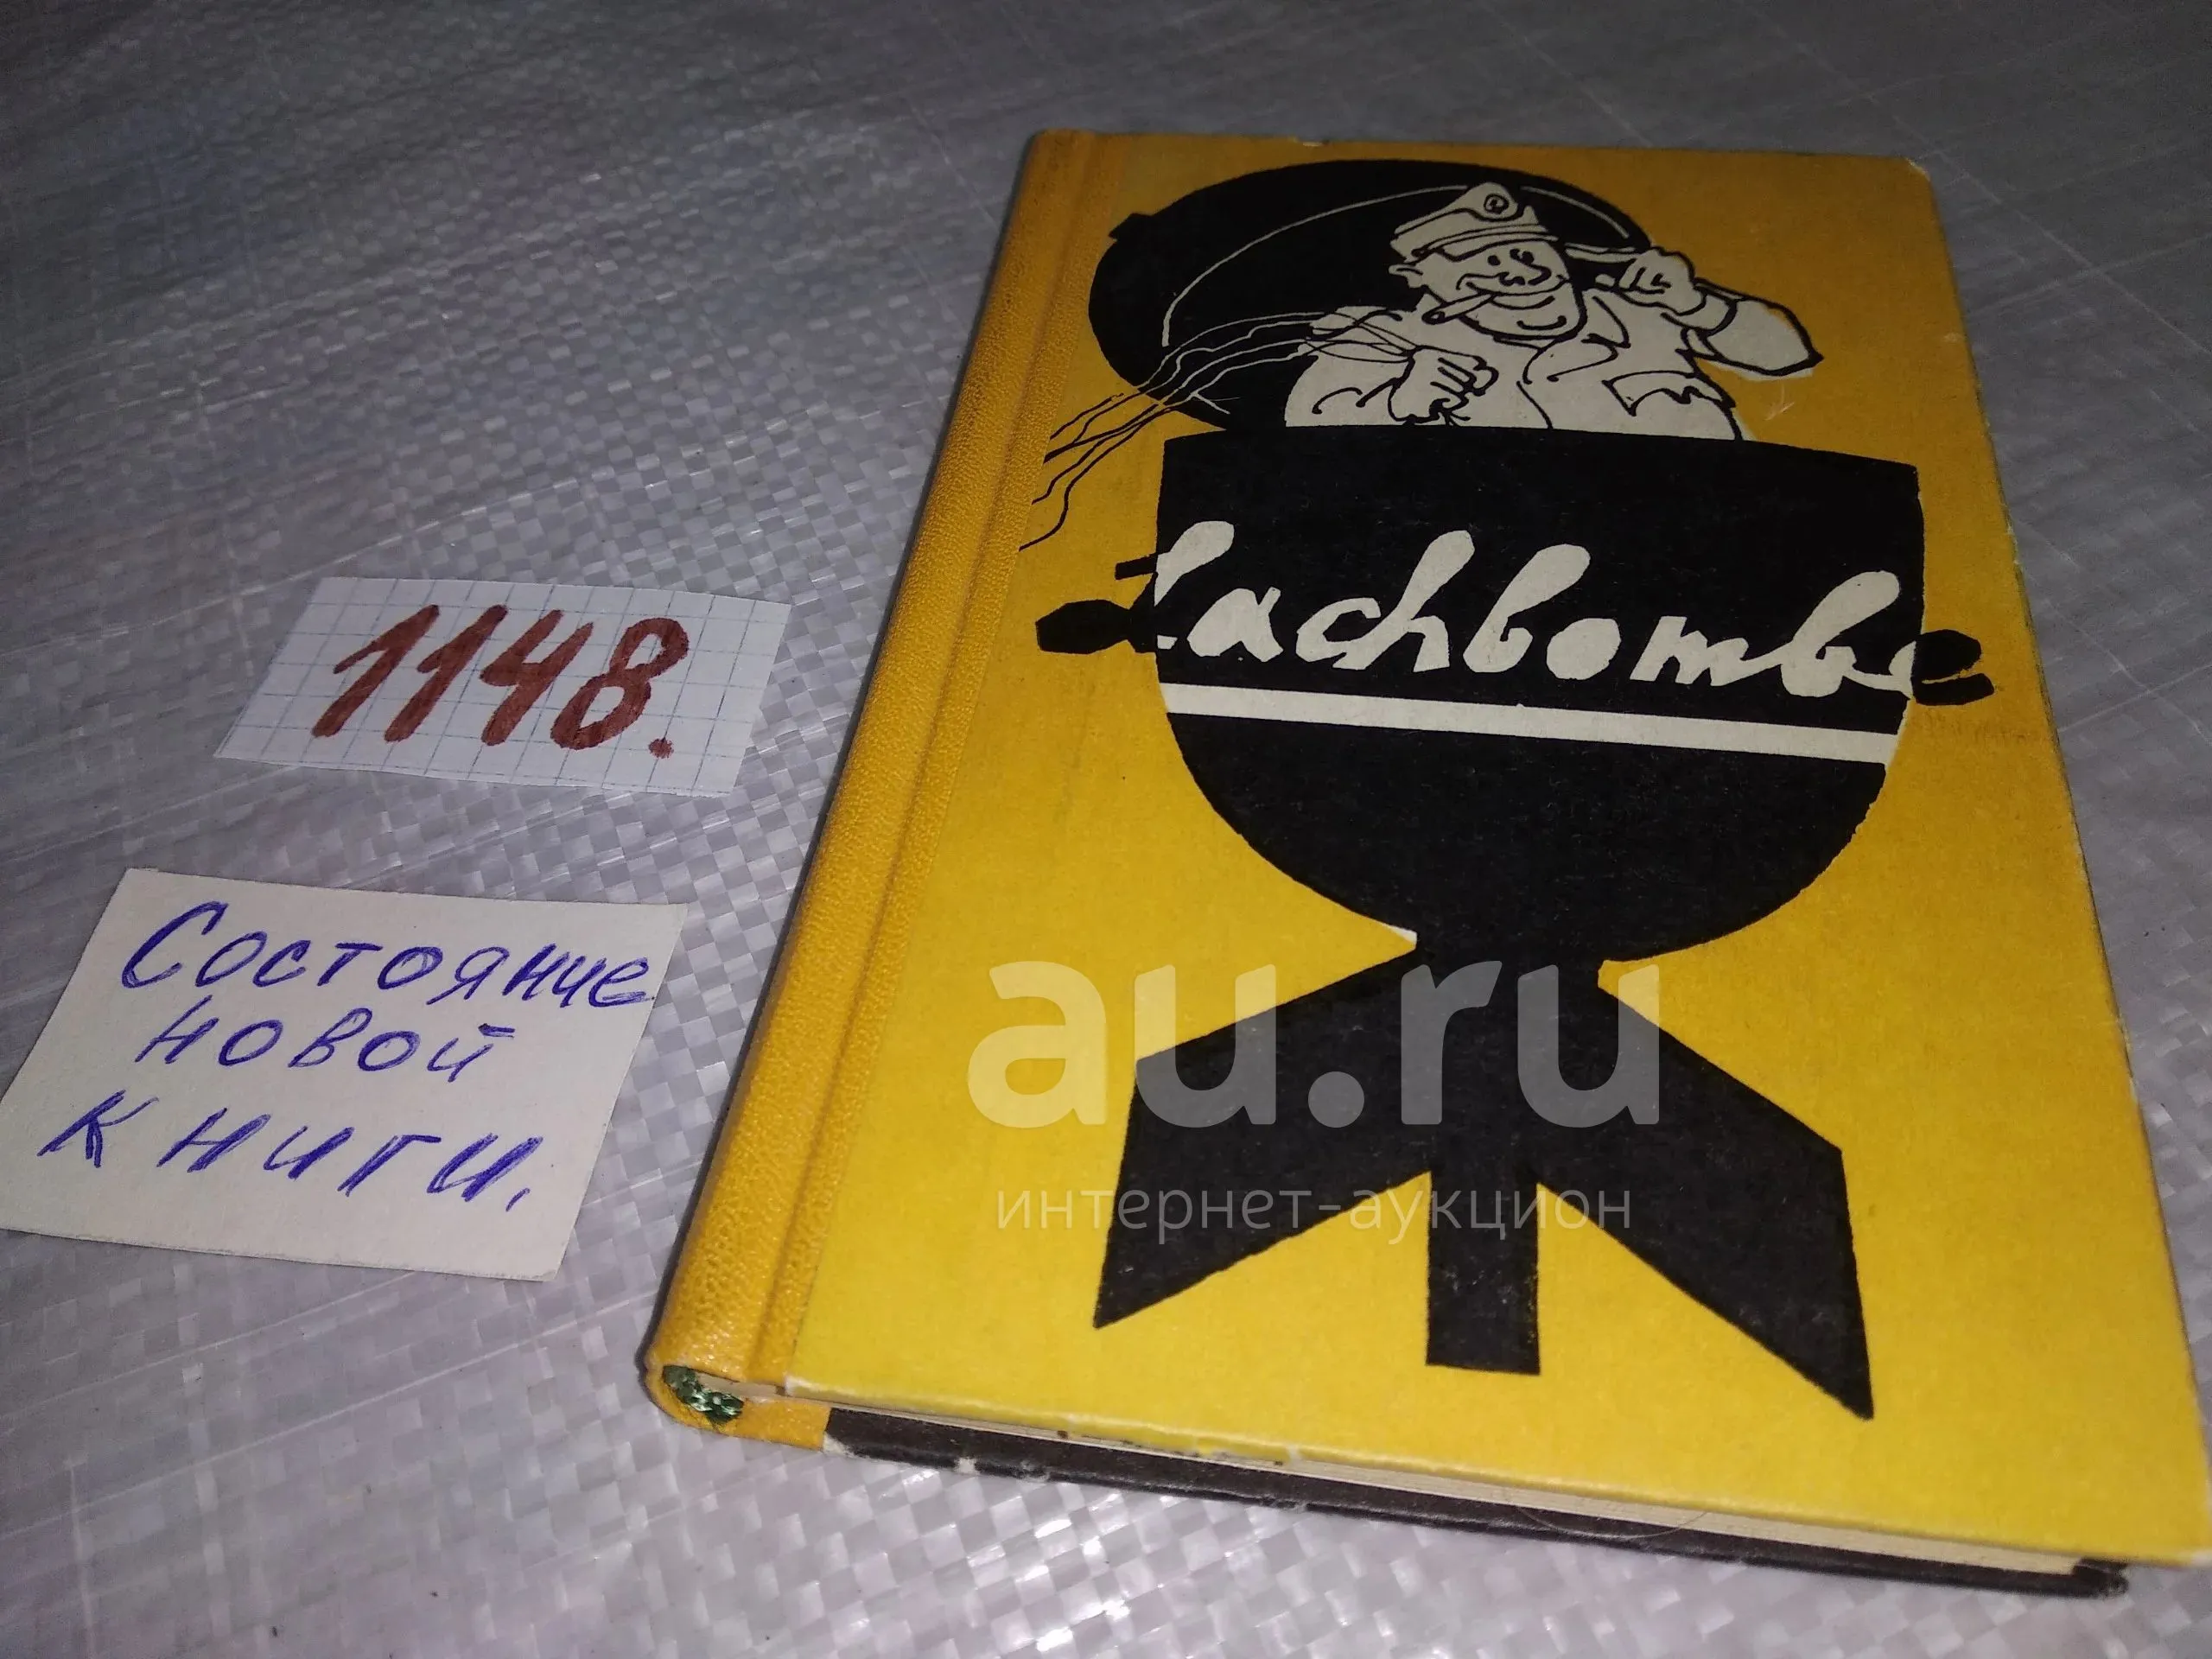 Lachbombe
1148.
Состояние
новой
книги.
au.ru
интернет-аукцион